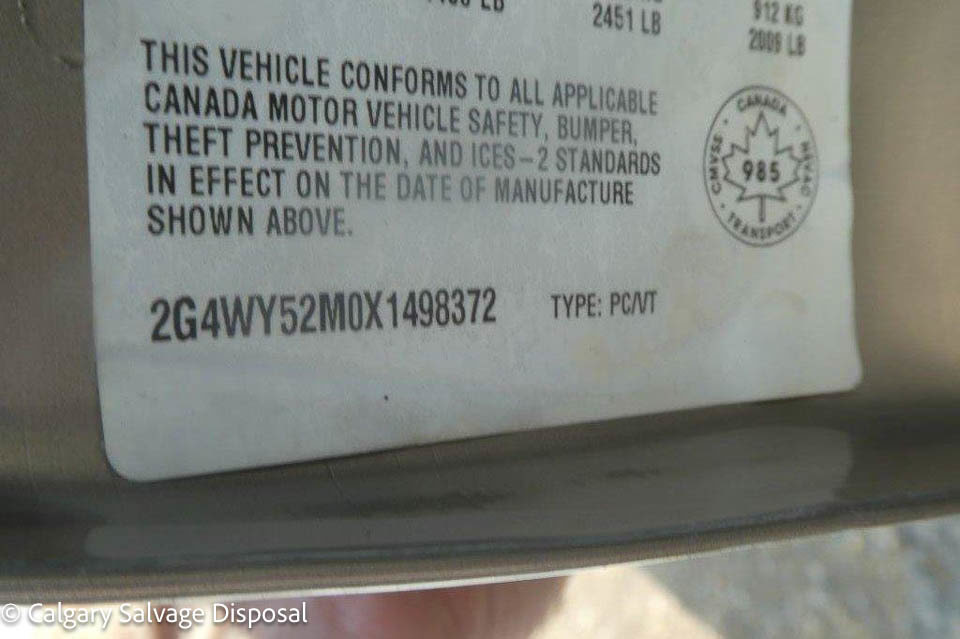 2451 LB
912 KG
2009 LB
THIS VEHICLE CONFORMS TO ALL APPLICABLE
CANADA MOTOR VEHICLE SAFETY, BUMPER,
THEFT PREVENTION, AND ICES-2 STANDARDS
IN EFFECT ON THE DATE OF MANUFACTURE
SHOWN ABOVE.
CANADA
CMVSS
985
NSVAC
TRANSPORT
2G4WY52M0X1498372 TYPE: PC/VT
© Calgary Salvage Disposal